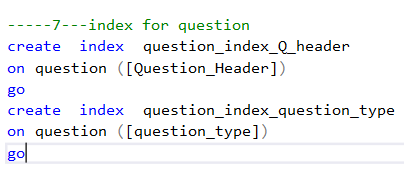 -----7---index for question
create  index  question_index_Q_header
on question ([Question_Header])
go
create  index  question_index_question_type
on question ([question_type])
go